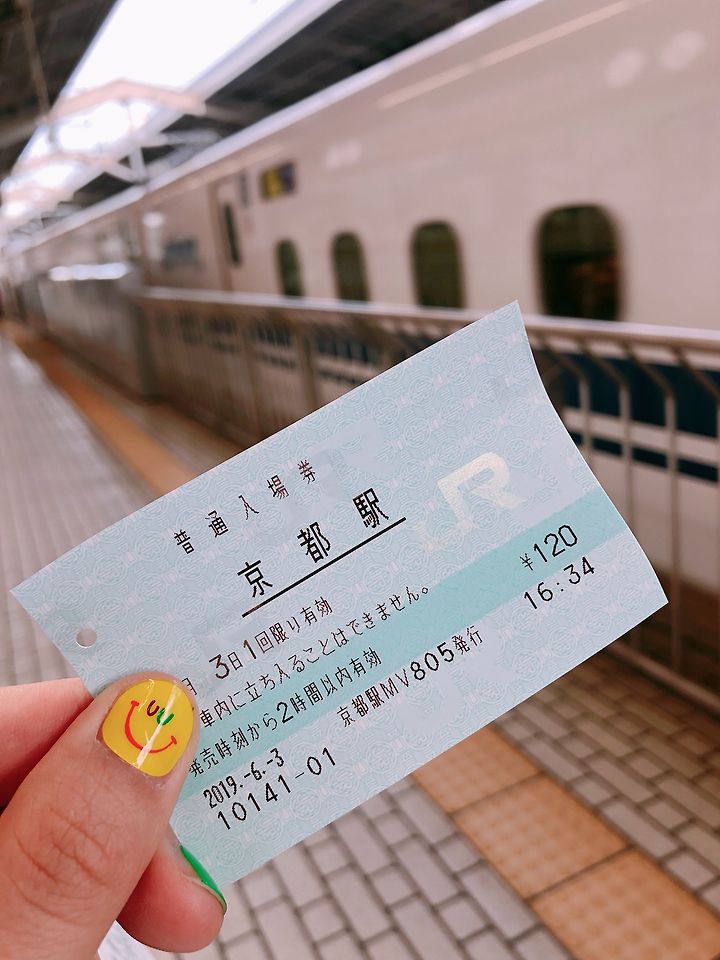 普通入場券
京都駅
JR
¥120
月 3日1回限り有効
16:34
車内に立ち入ることはできません。
発売時刻から2時間以内有効
2019.-6.-3 京都駅MV805発行
10141-01